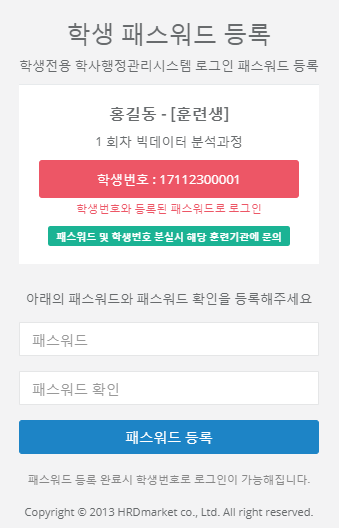 학생 패스워드 등록
학생전용 학사행정관리시스템 로그인 패스워드 등록
홍길동 - [훈련생]
1 회차 빅데이터 분석과정
학생번호 : 17112300001
학생번호와 등록된 패스워드로 로그인
패스워드 및 학생번호 분실시 해당 훈련기관에 문의
아래의 패스워드와 패스워드 확인을 등록해주세요
패스워드
패스워드 확인
패스워드 등록
패스워드 등록 완료시 학생번호로 로그인이 가능해집니다.
Copyright © 2013 HRDmarket co., Ltd. All right reserved.